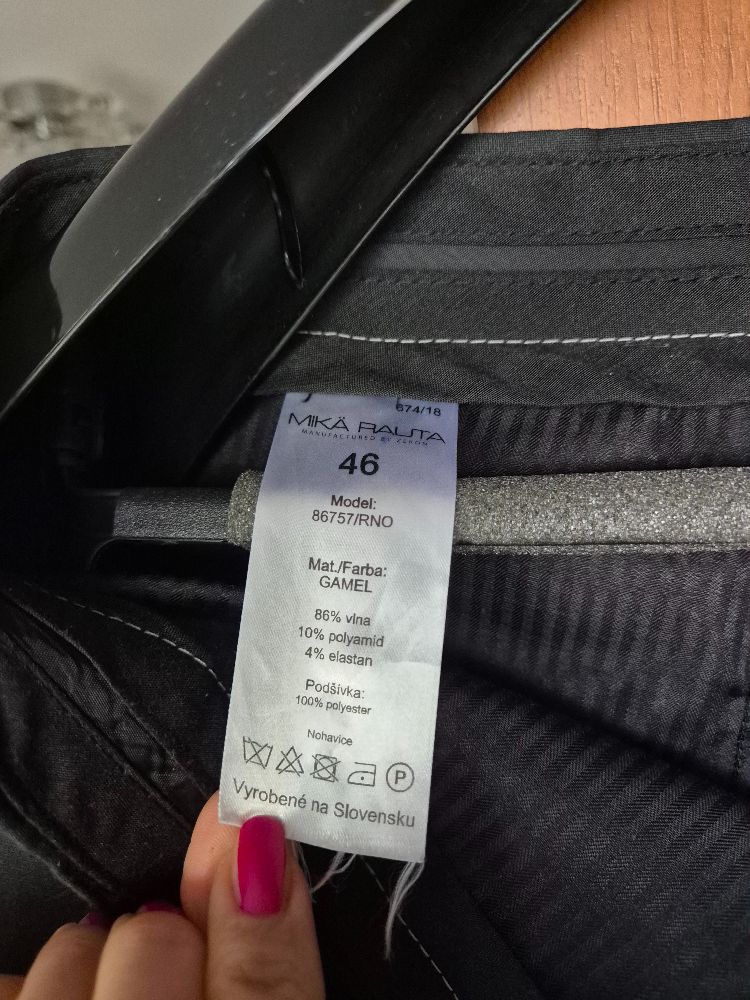 674/18
MIKÄ RAUTA
MANUFACTURED BY ZEKON
46
Model:
86757/RNO
Mat./Farba:
GAMEL
86% vlna
10% polyamid
4% elastan
Podšívka:
100% polyester
Nohavice
P
Vyrobené na Slovensku